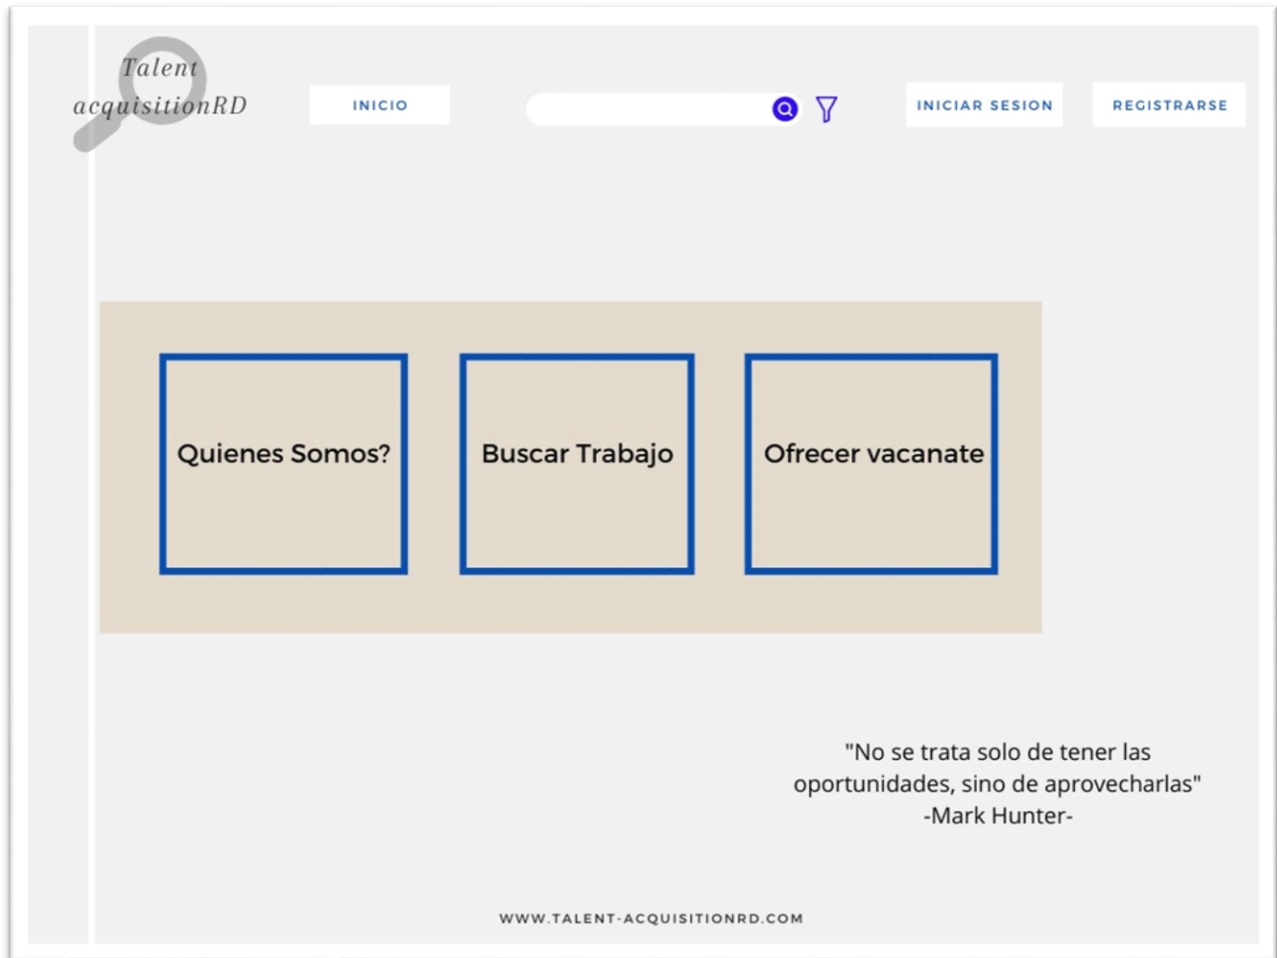 Talent
acquisitionRD
INICIO
INICIAR SESION
REGISTRARSE
Quienes Somos?
Buscar Trabajo
Ofrecer vacanate
"No se trata solo de tener las
oportunidades, sino de aprovecharlas"
-Mark Hunter-
WWW.TALENT-ACQUISITIONRD.COM